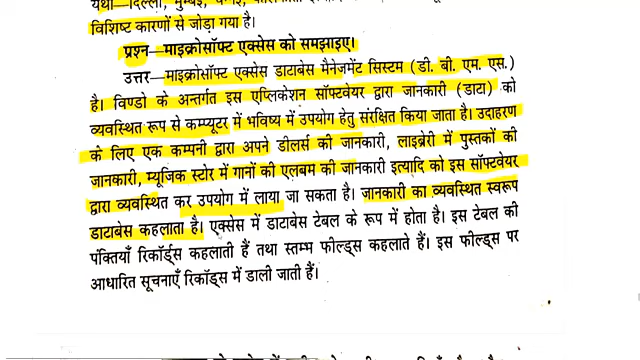 यथा—दिल्ली, मुम्बई,
विशिष्ट कारणों से जोड़ा गया है।
प्रश्न—माइक्रोसाफ्ट एक्सेस को समझाइए।
उत्तर—माइक्रोसॉफ्ट एक्सेस डाटाबेस मैनेजमेंट सिस्टम (डी. बी. एम. एस.)
है। विण्डो के अन्तर्गत इस एप्लिकेशन सॉफ्टवेयर द्वारा जानकारी (डाटा) को
व्यवस्थित रूप से कम्प्यूटर में भविष्य में उपयोग हेतु संरक्षित किया जाता है। उदाहरण
के लिए एक कम्पनी द्वारा अपने डीलर्स की जानकारी, लाइब्रेरी में पुस्तकों की
जानकारी, म्यूजिक स्टोर में गानों की एलबम की जानकारी इत्यादि को इस सॉफ्टवेयर
द्वारा व्यवस्थित कर उपयोग में लाया जा सकता है। जानकारी का व्यवस्थित स्वरूप
डाटाबेस कहलाता है। एक्सेस में डाटाबेस टेबल के रूप में होता है। इस टेबल की
पंक्तियाँ रिकॉर्ड्स कहलाती हैं तथा स्तम्भ फील्ड्स कहलाते हैं। इस फील्ड्स पर
आधारित सूचनाएँ रिकॉडस में डाली जाती हैं।